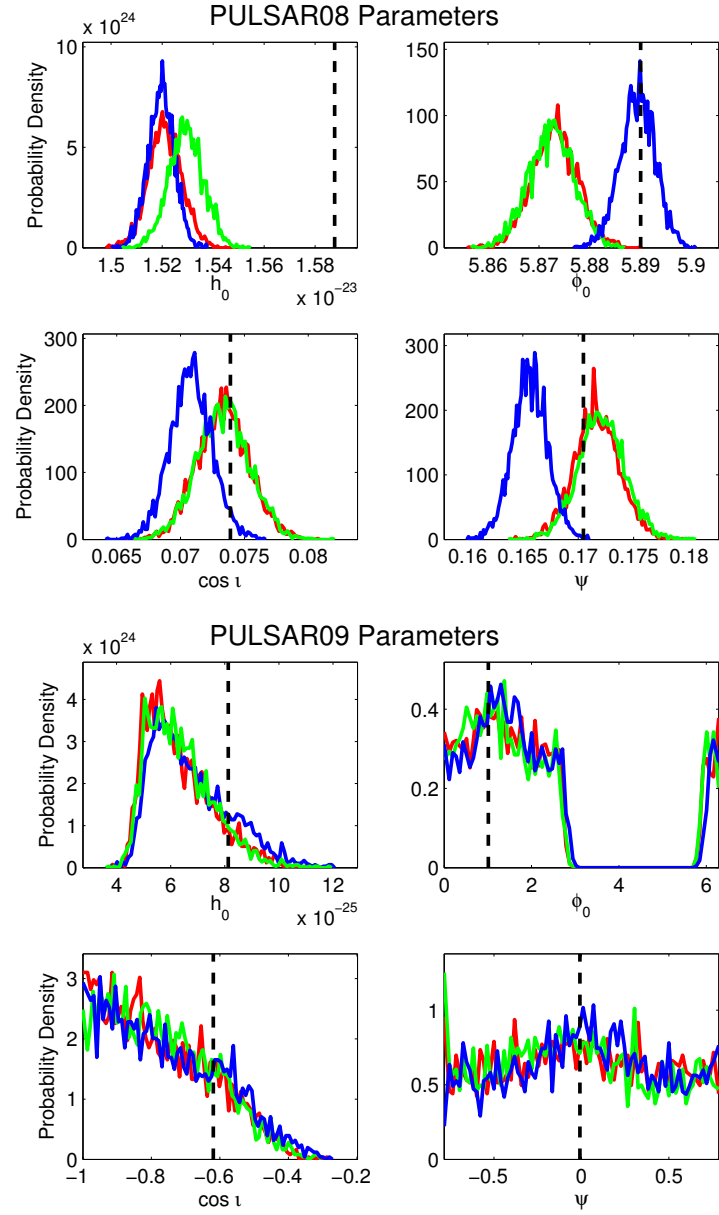 PULSAR08 Parameters
x 10^24
Probability Density
10
5
0
1.5 1.52 1.54 1.56 1.58
h_0
x 10^−23
150
100
50
0
5.86 5.87 5.88 5.89 5.9
ϕ_0
Probability Density
300
200
100
0
0.065 0.07 0.075 0.08
cos ι
300
200
100
0
0.16 0.165 0.17 0.175 0.18
ψ
PULSAR09 Parameters
x 10^24
Probability Density
4
3
2
1
0
4 6 8 10 12
h_0
x 10^−25
0.4
0.2
0
0 2 4 6
ϕ_0
Probability Density
3
2
1
0
−1 −0.8 −0.6 −0.4 −0.2
cos ι
1
0.5
0
−0.5 0 0.5
ψ